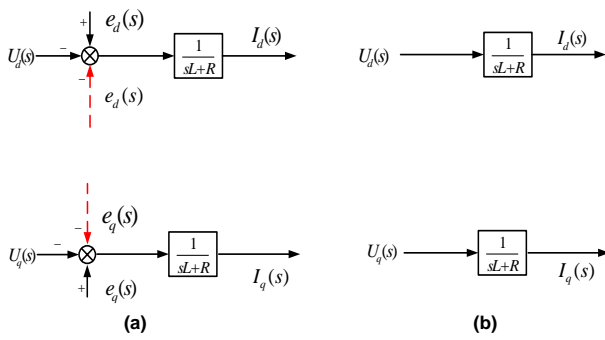 + e_d(s) 1 I_d(s) 1 I_d(s)
U_d(s) − sL+R U_d(s) sL+R
− e_d(s)
− e_q(s)
U_q(s) − 1 U_q(s) 1
sL+R I_q(s) sL+R I_q(s)
+ e_q(s)
(a) (b)